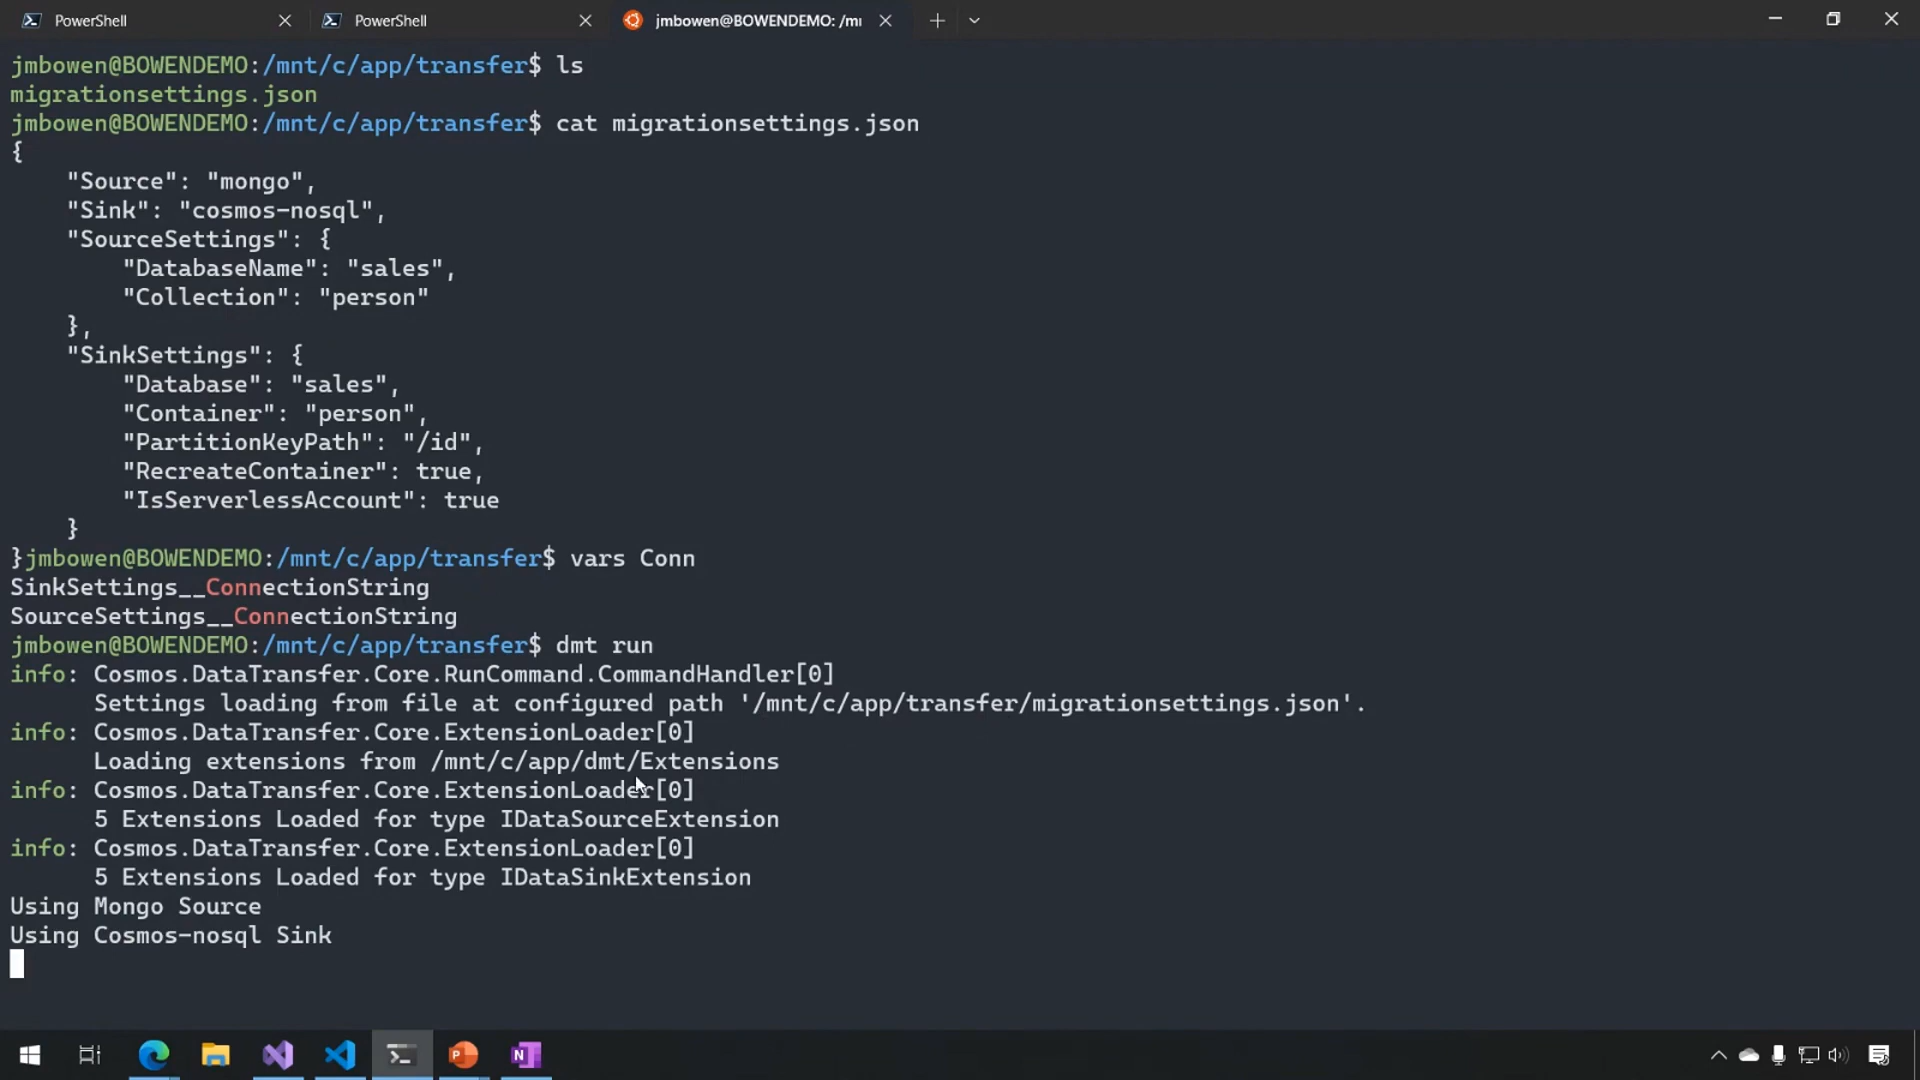 PowerShell
PowerShell
jmbowen@BOWENDEMO: /m
jmbowen@BOWENDEMO:/mnt/c/app/transfer$ ls
migrationsettings.json
jmbowen@BOWENDEMO:/mnt/c/app/transfer$ cat migrationsettings.json
{
    "Source": "mongo",
    "Sink": "cosmos-nosql",
    "SourceSettings": {
        "DatabaseName": "sales",
        "Collection": "person"
    },
    "SinkSettings": {
        "Database": "sales",
        "Container": "person",
        "PartitionKeyPath": "/id",
        "RecreateContainer": true,
        "IsServerlessAccount": true
    }
}jmbowen@BOWENDEMO:/mnt/c/app/transfer$ vars Conn
SinkSettings__ConnectionString
SourceSettings__ConnectionString
jmbowen@BOWENDEMO:/mnt/c/app/transfer$ dmt run
info: Cosmos.DataTransfer.Core.RunCommand.CommandHandler[0]
      Settings loading from file at configured path '/mnt/c/app/transfer/migrationsettings.json'.
info: Cosmos.DataTransfer.Core.ExtensionLoader[0]
      Loading extensions from /mnt/c/app/dmt/Extensions
info: Cosmos.DataTransfer.Core.ExtensionLoader[0]
      5 Extensions Loaded for type IDataSourceExtension
info: Cosmos.DataTransfer.Core.ExtensionLoader[0]
      5 Extensions Loaded for type IDataSinkExtension
Using Mongo Source
Using Cosmos-nosql Sink